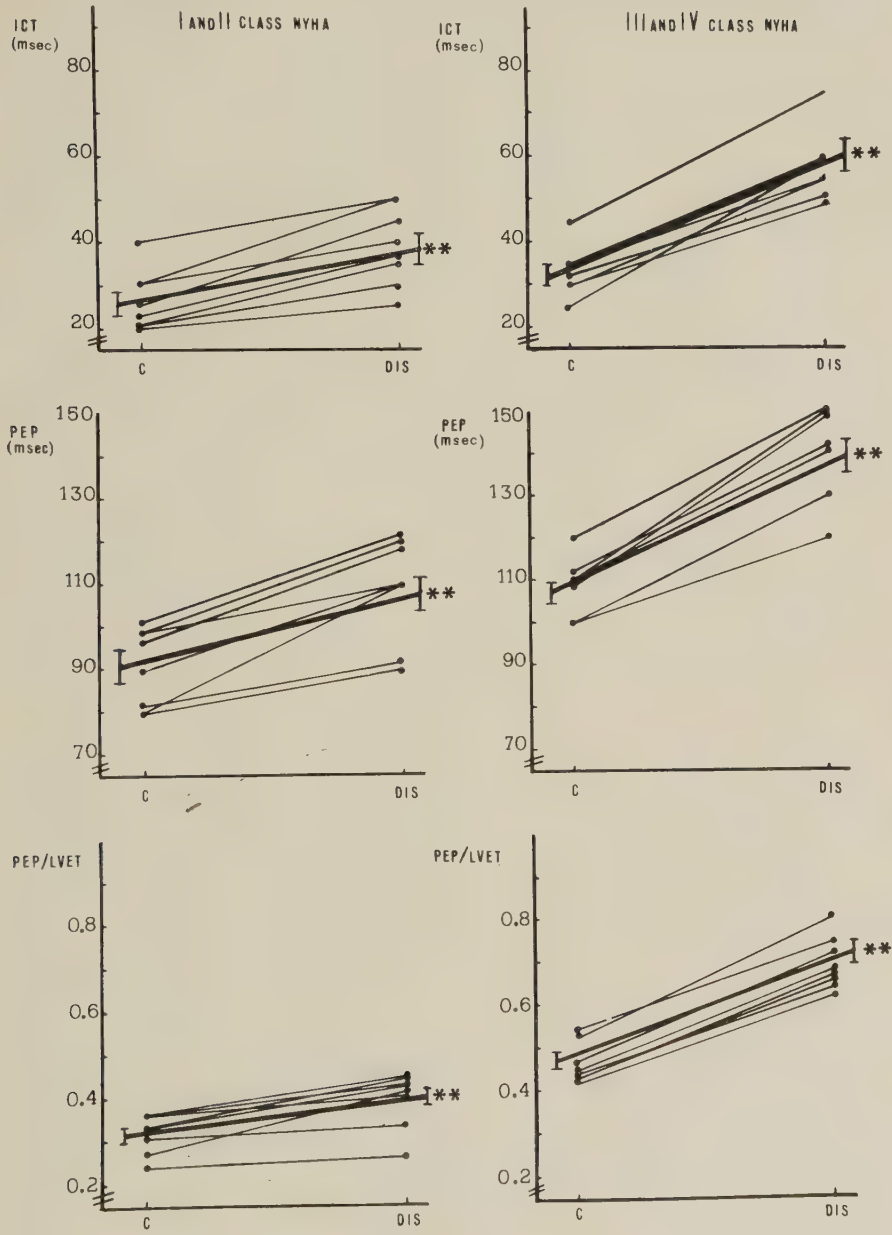 ICT
(msec)
I AND II CLASS NYHA
80
60
40
20
**
C
DIS
ICT
(msec)
III AND IV CLASS NYHA
80
60
40
20
**
C
DIS
PEP
(msec)
150
130
110
90
70
**
C
DIS
PEP
(msec)
150
130
110
90
70
**
C
DIS
PEP/LVET
0.8
0.6
0.4
0.2
**
C
DIS
PEP/LVET
0.8
0.6
0.4
0.2
**
C
DIS